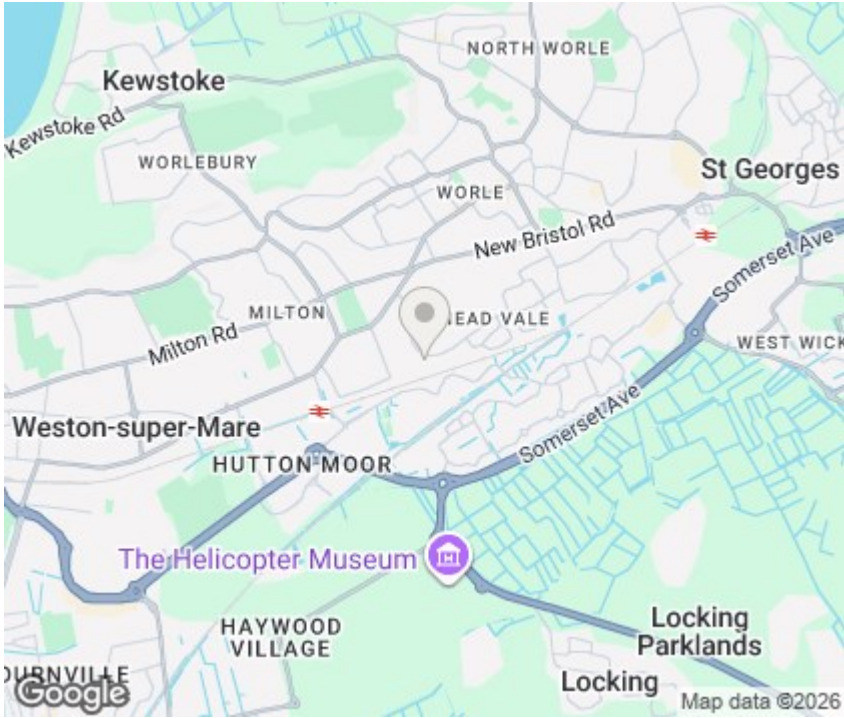 NORTH WORLE
Kewstoke
Kewstoke Rd
WORLEBURY
St Georges
WORLE
New Bristol Rd
Somerset Ave
MILTON
MEAD VALE
Milton Rd
WEST WICK
Weston-super-Mare
Somerset Ave
HUTTON MOOR
The Helicopter Museum
HAYWOOD
VILLAGE
Locking
Parklands
OURNVILLE
Locking
Google
Map data ©2026